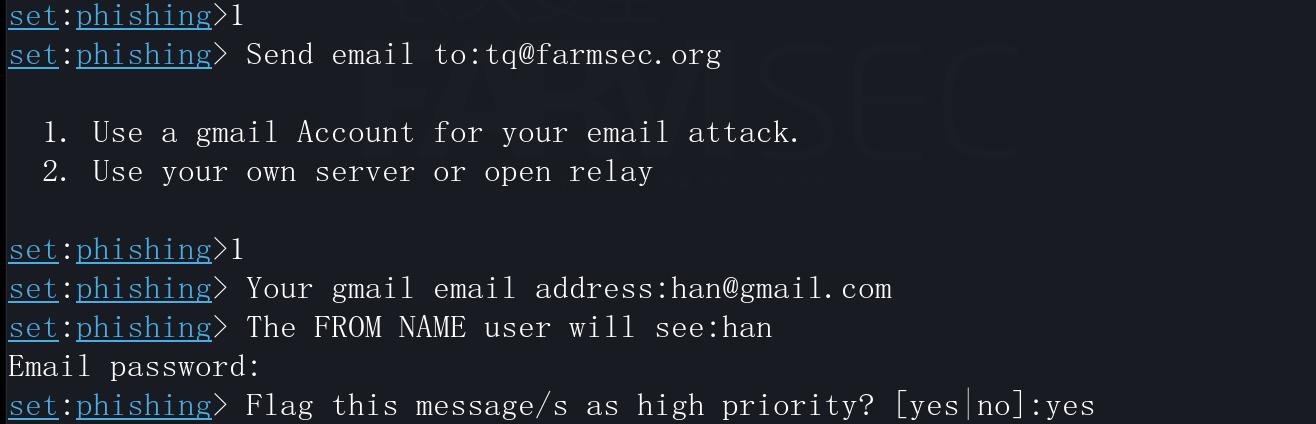 set:phishing>1
set:phishing> Send email to:tq@farmsec.org
1. Use a gmail Account for your email attack.
2. Use your own server or open relay
set:phishing>1
set:phishing> Your gmail email address:han@gmail.com
set:phishing> The FROM NAME user will see:han
Email password:
set:phishing> Flag this message/s as high priority? [yes|no]:yes